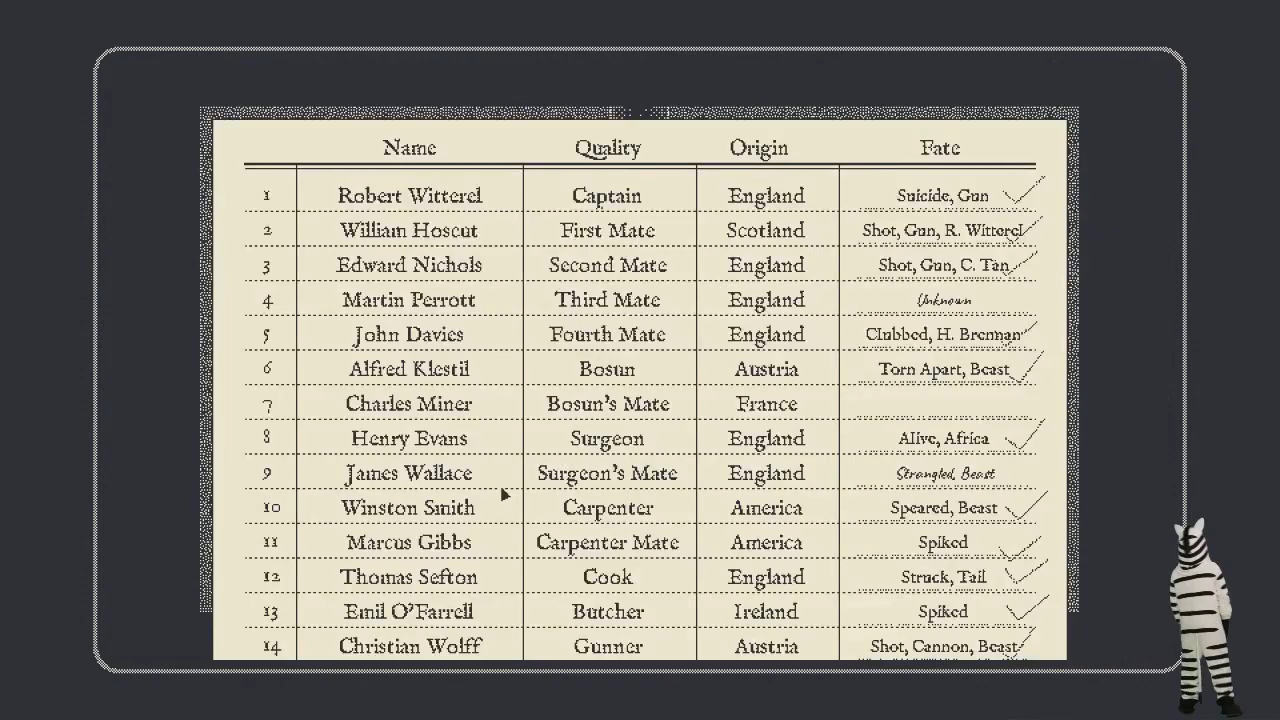 Name Quality Origin Fate
1 Robert Witterel Captain England Suicide, Gun
2 William Hoscut First Mate Scotland Shot, Gun, R. Witterel
3 Edward Nichols Second Mate England Shot, Gun, C. Tan
4 Martin Perrott Third Mate England Unknown
5 John Davies Fourth Mate England Clubbed, H. Brennan
6 Alfred Klestil Bosun Austria Torn Apart, Beast
7 Charles Miner Bosun's Mate France
8 Henry Evans Surgeon England Alive, Africa
9 James Wallace Surgeon's Mate England Strangled, Beast
10 Winston Smith Carpenter America Speared, Beast
11 Marcus Gibbs Carpenter Mate America Spiked
12 Thomas Sefton Cook England Struck, Tail
13 Emil O'Farrell Butcher Ireland Spiked
14 Christian Wolff Gunner Austria Shot, Cannon, Beast